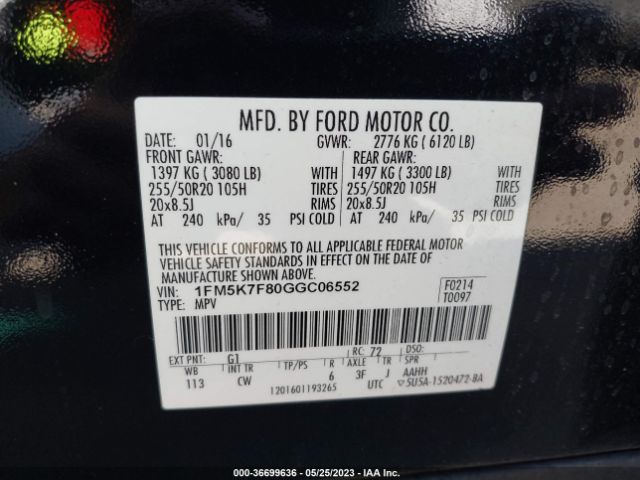 MFD. BY FORD MOTOR CO.
DATE: 01/16 GVWR: 2776 KG ( 6120 LB)
FRONT GAWR: REAR GAWR:
1397 KG ( 3080 LB) WITH 1497 KG ( 3300 LB) WITH
255/50R20 105H TIRES 255/50R20 105H TIRES
20x8.5J RIMS 20x8.5J RIMS
AT 240 kPa/ 35 PSI COLD AT 240 kPa/ 35 PSI COLD
THIS VEHICLE CONFORMS TO ALL APPLICABLE FEDERAL MOTOR
VEHICLE SAFETY STANDARDS IN EFFECT ON THE DATE OF
MANUFACTURE SHOWN ABOVE.
VIN: 1FM5K7F80GGC06552 F0214
TYPE: MPV T0097
EXT PNT: G1 RC: 72 DSO:
WB INT TR TP/PS R AXLE TR SPR
113 CW 6 3F J AAHH
1201601193265 UTC 5U5A-1520472-BA
000-36699636 - 05/25/2023 - IAA Inc.